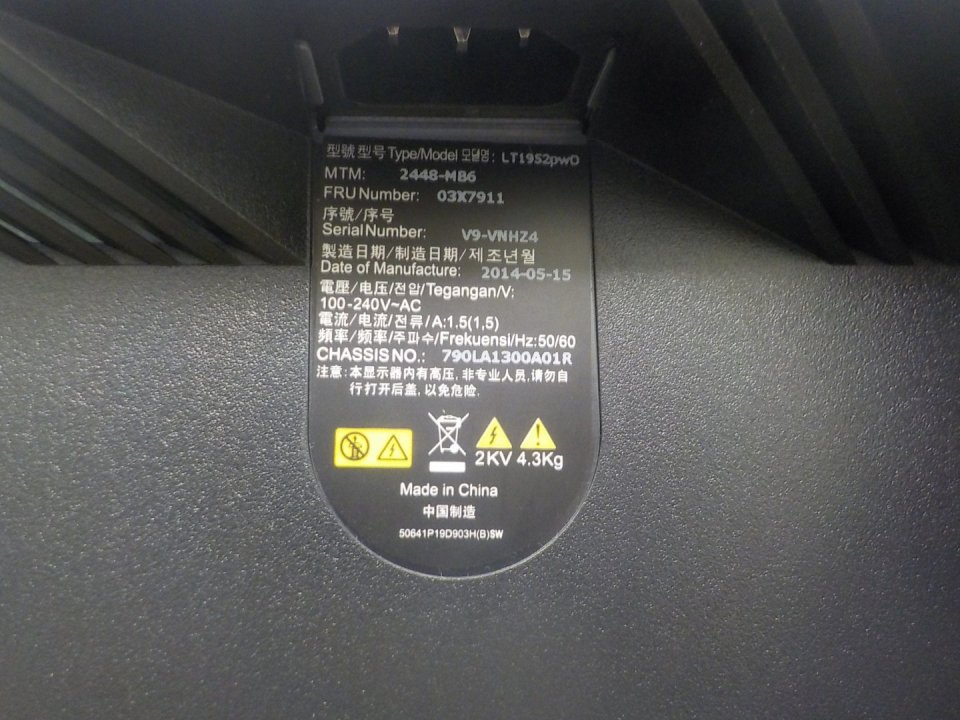 型號 型号 Type/Model 모델명: LT1952pwD
MTM: 2448-MB6
FRU Number: 03X7911
序號/序号
Serial Number: V9-VNHZ4
製造日期/制造日期/제조년월
Date of Manufacture: 2014-05-15
電壓/电压/전압/Tegangan/V:
100-240V~AC
電流/电流/전류/A:1.5(1.5)
頻率/频率/주파수/Frekuensi/Hz:50/60
CHASSIS NO.: 790LA1300A01R
注意:本显示器内有高压,非专业人员,请勿自
行打开后盖,以免危险.
2KV 4.3Kg
Made in China
中国制造
50641P19D903H(B)SW